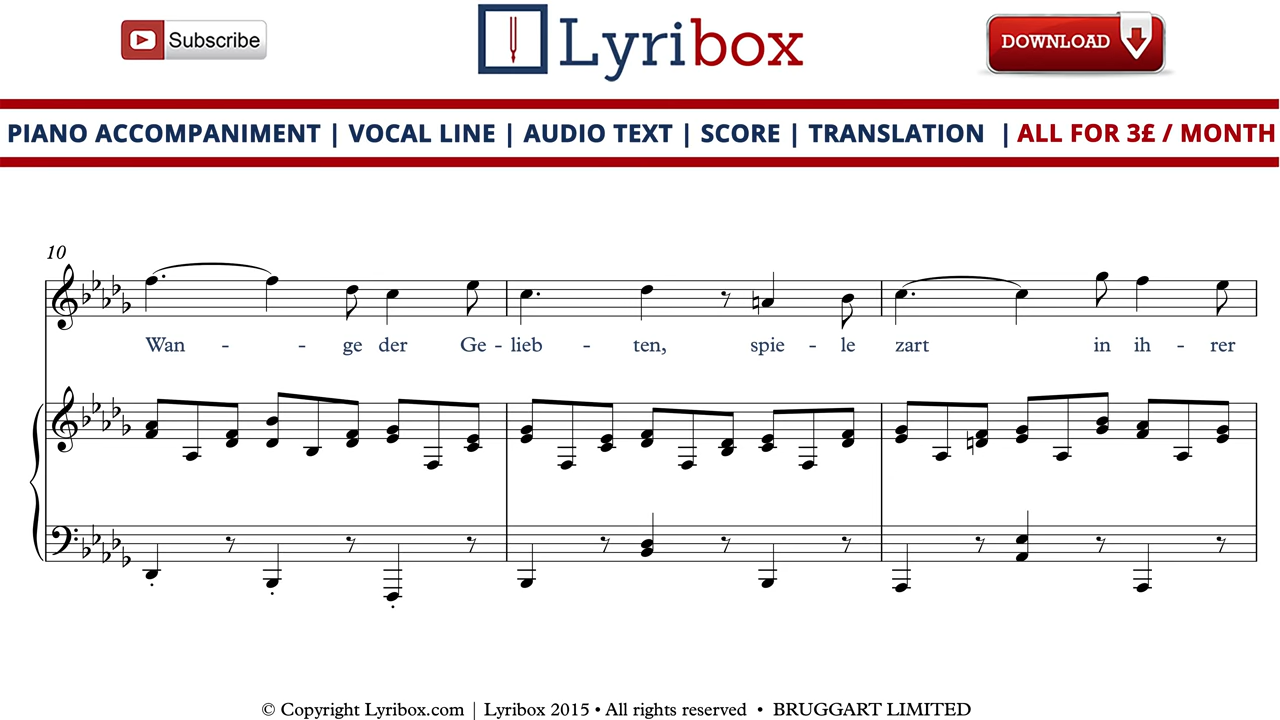 Subscribe
Lyribox
DOWNLOAD
PIANO ACCOMPANIMENT | VOCAL LINE | AUDIO TEXT | SCORE | TRANSLATION | ALL FOR 3£ / MONTH
10
Wan - - ge der Ge - lieb - ten, spie - le zart in ih - rer
© Copyright Lyribox.com | Lyribox 2015 • All rights reserved • BRUGGART LIMITED